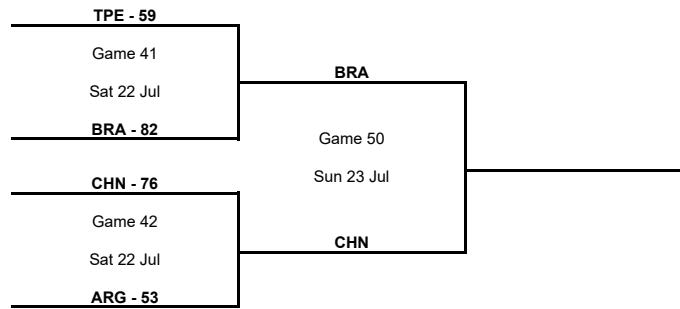 TPE - 59
Game 41
Sat 22 Jul
BRA - 82
BRA
Game 50
Sun 23 Jul
CHN
CHN - 76
Game 42
Sat 22 Jul
ARG - 53